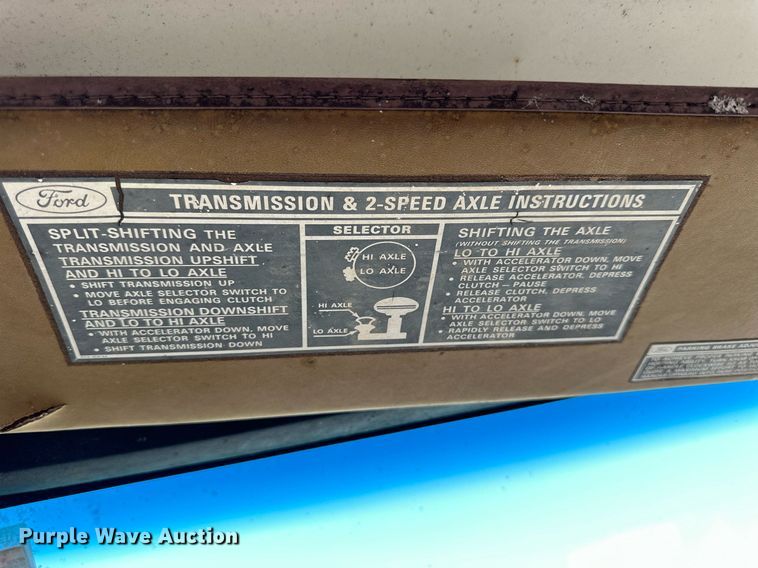 Ford
TRANSMISSION & 2-SPEED AXLE INSTRUCTIONS
SPLIT-SHIFTING THE
TRANSMISSION AND AXLE
TRANSMISSION UPSHIFT
AND HI TO LO AXLE
• SHIFT TRANSMISSION UP
• MOVE AXLE SELECTOR SWITCH TO
LO BEFORE ENGAGING CLUTCH
TRANSMISSION DOWNSHIFT
AND LO TO HI AXLE
• WITH ACCELERATOR DOWN, MOVE
AXLE SELECTOR SWITCH TO HI
• SHIFT TRANSMISSION DOWN
SELECTOR
HI AXLE
LO AXLE
HI AXLE
LO AXLE
SHIFTING THE AXLE
(WITHOUT SHIFTING THE TRANSMISSION)
LO TO HI AXLE
• WITH ACCELERATOR DOWN, MOVE
AXLE SELECTOR SWITCH TO HI
• RELEASE ACCELERATOR, DEPRESS
CLUTCH – PAUSE
• RELEASE CLUTCH, DEPRESS
ACCELERATOR
HI TO LO AXLE
• WITH ACCELERATOR DOWN, MOVE
AXLE SELECTOR SWITCH TO LO
• RAPIDLY RELEASE AND DEPRESS
ACCELERATOR
PARKING BRAKE
Purple Wave Auction